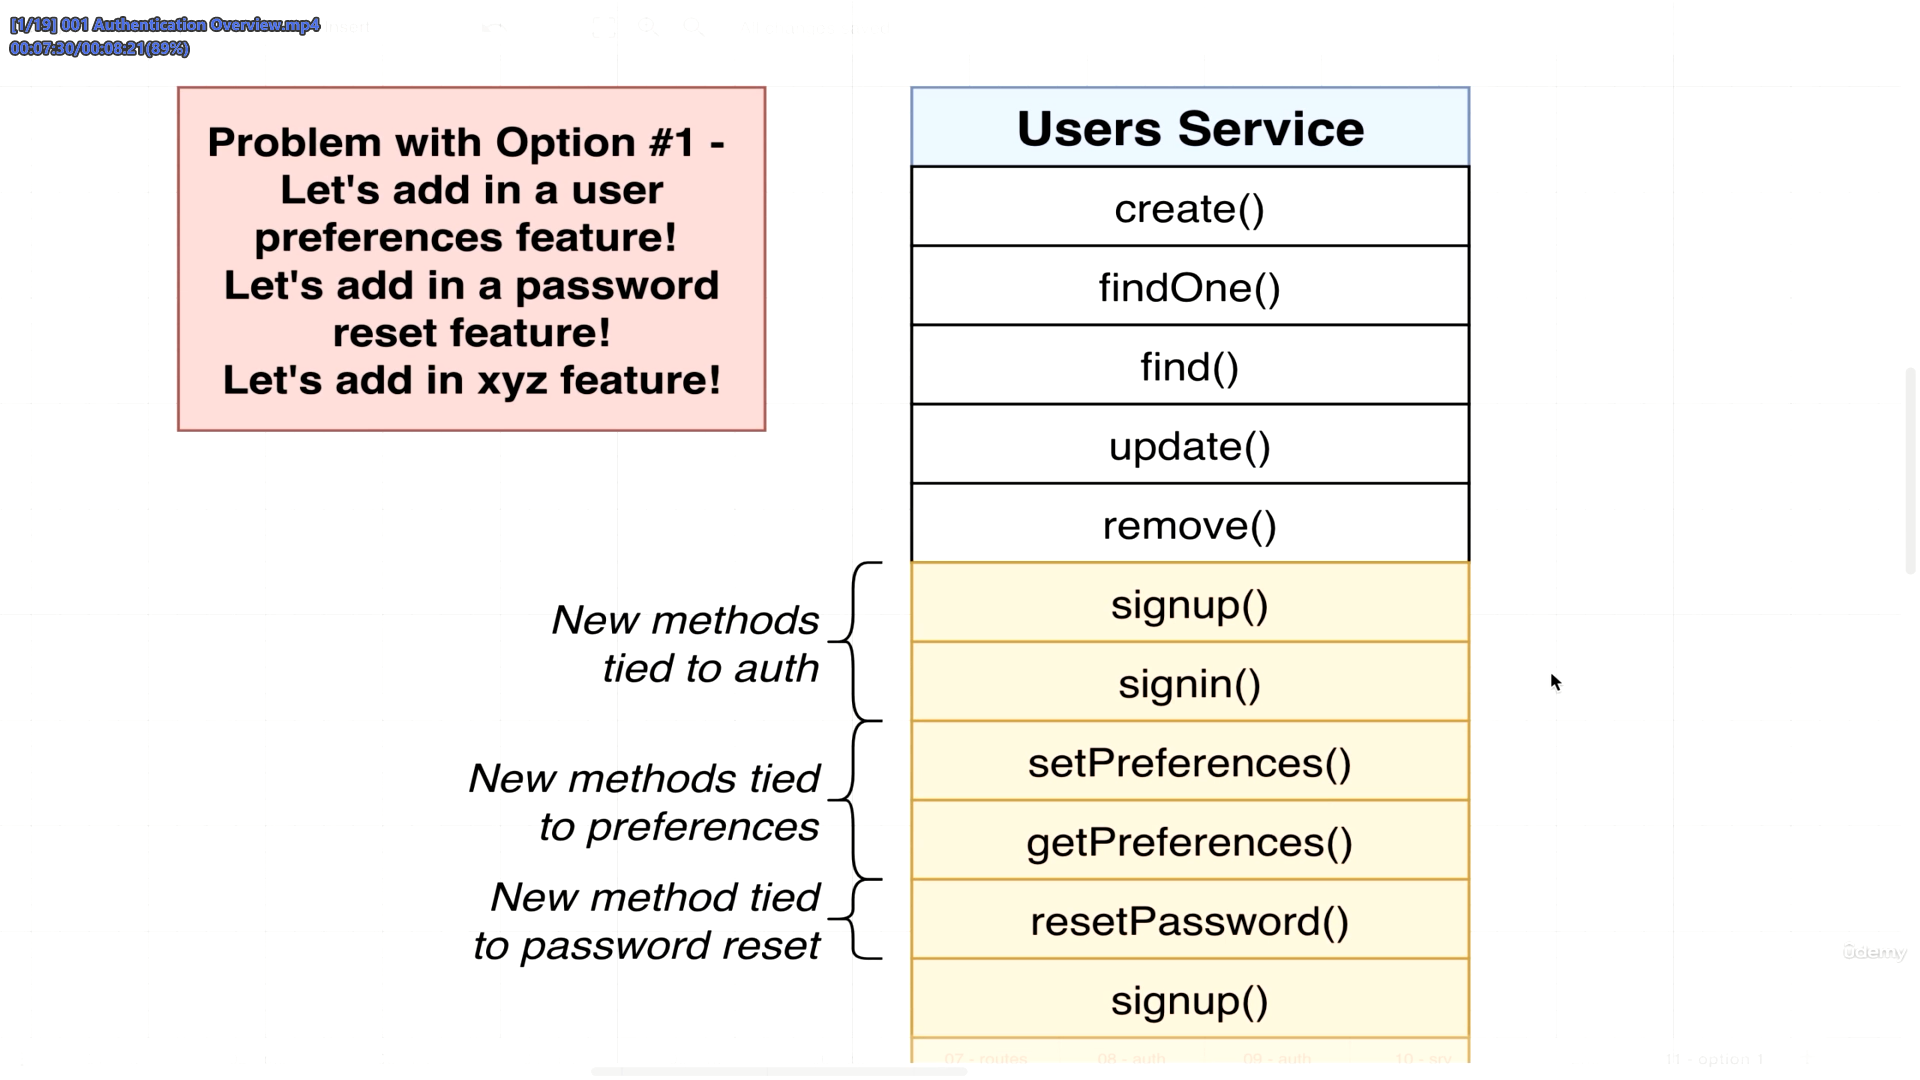 [1/19] 001 Authentication Overview.mp4
00:07:30/00:08:21(89%)
Problem with Option #1 -
Let's add in a user
preferences feature!
Let's add in a password
reset feature!
Let's add in xyz feature!
Users Service
create()
findOne()
find()
update()
remove()
New methods
tied to auth
signup()
signin()
New methods tied
to preferences
setPreferences()
getPreferences()
New method tied
to password reset
resetPassword()
signup()
07 - routes
08 - auth
09 - auth
10 - srv
11 - option 1
ûdemy